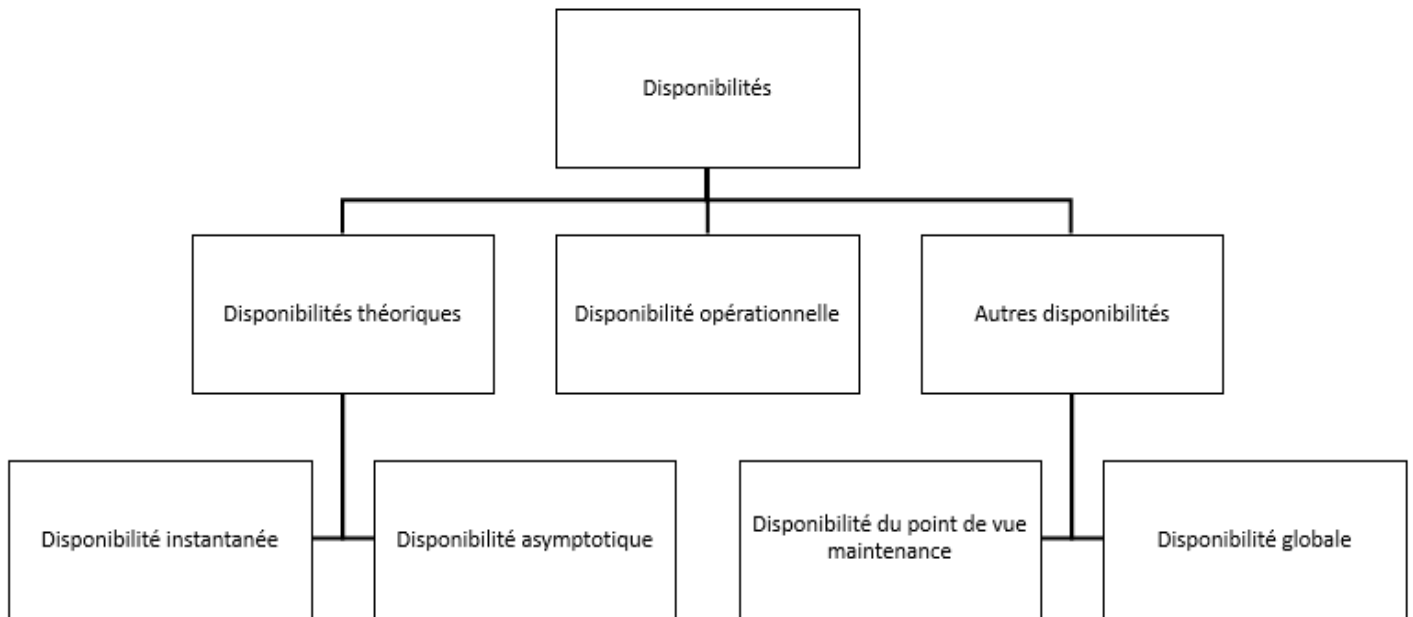 Disponibilités
Disponibilités théoriques
Disponibilité opérationnelle
Autres disponibilités
Disponibilité instantanée
Disponibilité asymptotique
Disponibilité du point de vue
maintenance
Disponibilité globale